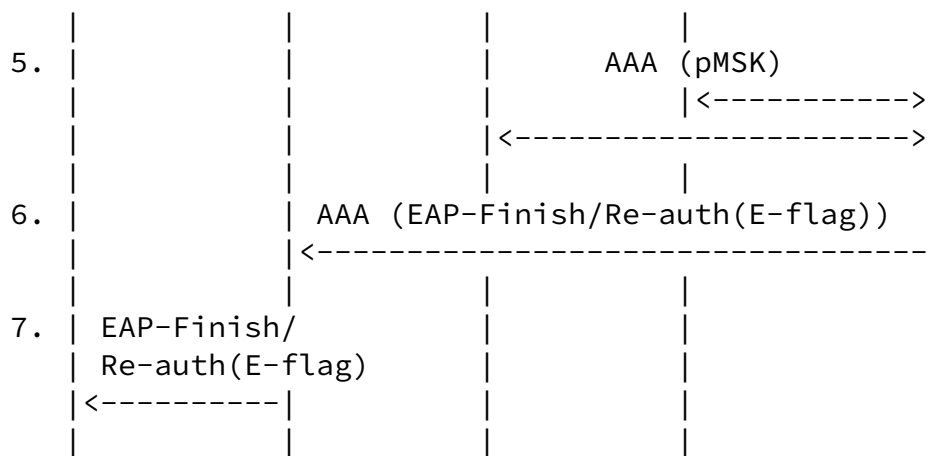 5. AAA (pMSK)
6. AAA (EAP-Finish/Re-auth(E-flag))
7. EAP-Finish/
Re-auth(E-flag)